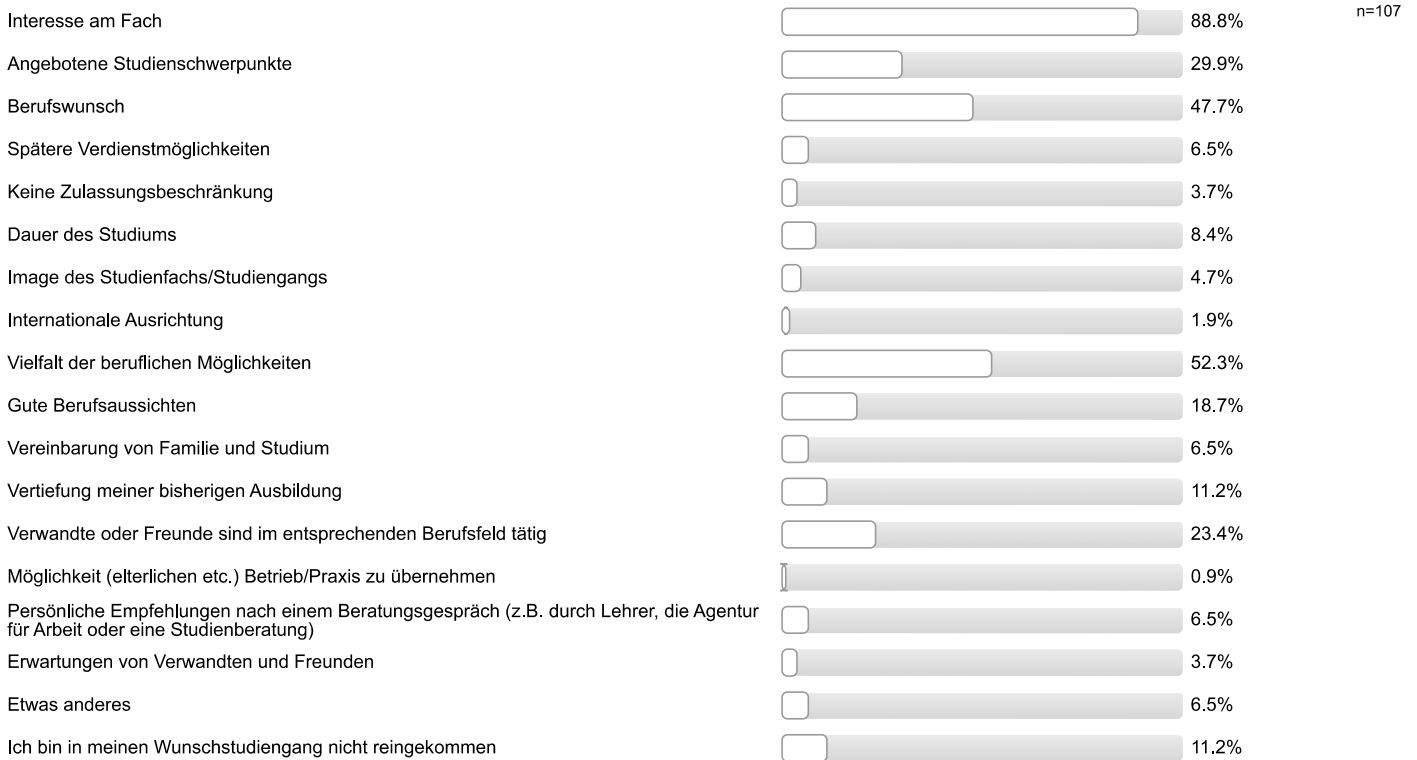 Interesse am Fach 88.8% n=107
Angebotene Studienschwerpunkte 29.9%
Berufswunsch 47.7%
Spätere Verdienstmöglichkeiten 6.5%
Keine Zulassungsbeschränkung 3.7%
Dauer des Studiums 8.4%
Image des Studienfachs/Studiengangs 4.7%
Internationale Ausrichtung 1.9%
Vielfalt der beruflichen Möglichkeiten 52.3%
Gute Berufsaussichten 18.7%
Vereinbarung von Familie und Studium 6.5%
Vertiefung meiner bisherigen Ausbildung 11.2%
Verwandte oder Freunde sind im entsprechenden Berufsfeld tätig 23.4%
Möglichkeit (elterlichen etc.) Betrieb/Praxis zu übernehmen 0.9%
Persönliche Empfehlungen nach einem Beratungsgespräch (z.B. durch Lehrer, die Agentur
für Arbeit oder eine Studienberatung) 6.5%
Erwartungen von Verwandten und Freunden 3.7%
Etwas anderes 6.5%
Ich bin in meinen Wunschstudiengang nicht reingekommen 11.2%